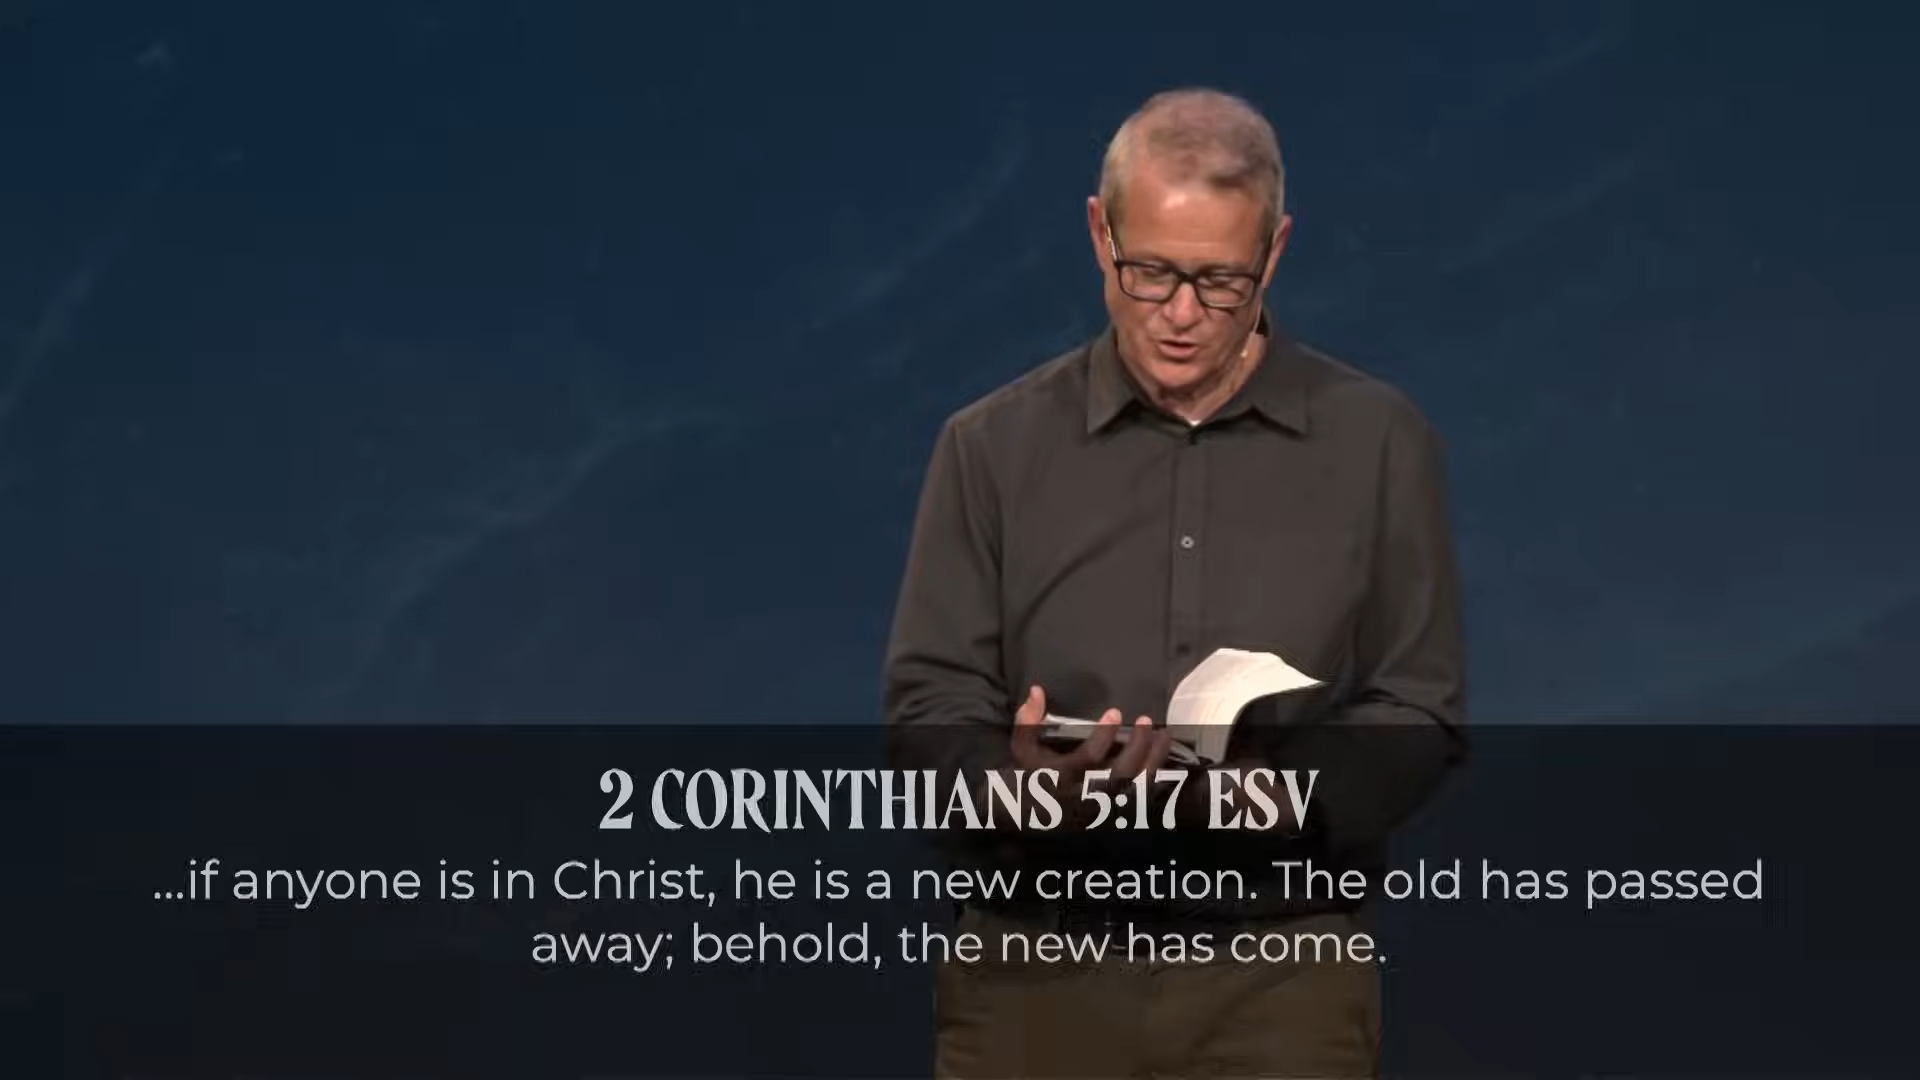 2 CORINTHIANS 5:17 ESV
...if anyone is in Christ, he is a new creation. The old has passed
away; behold, the new has come.